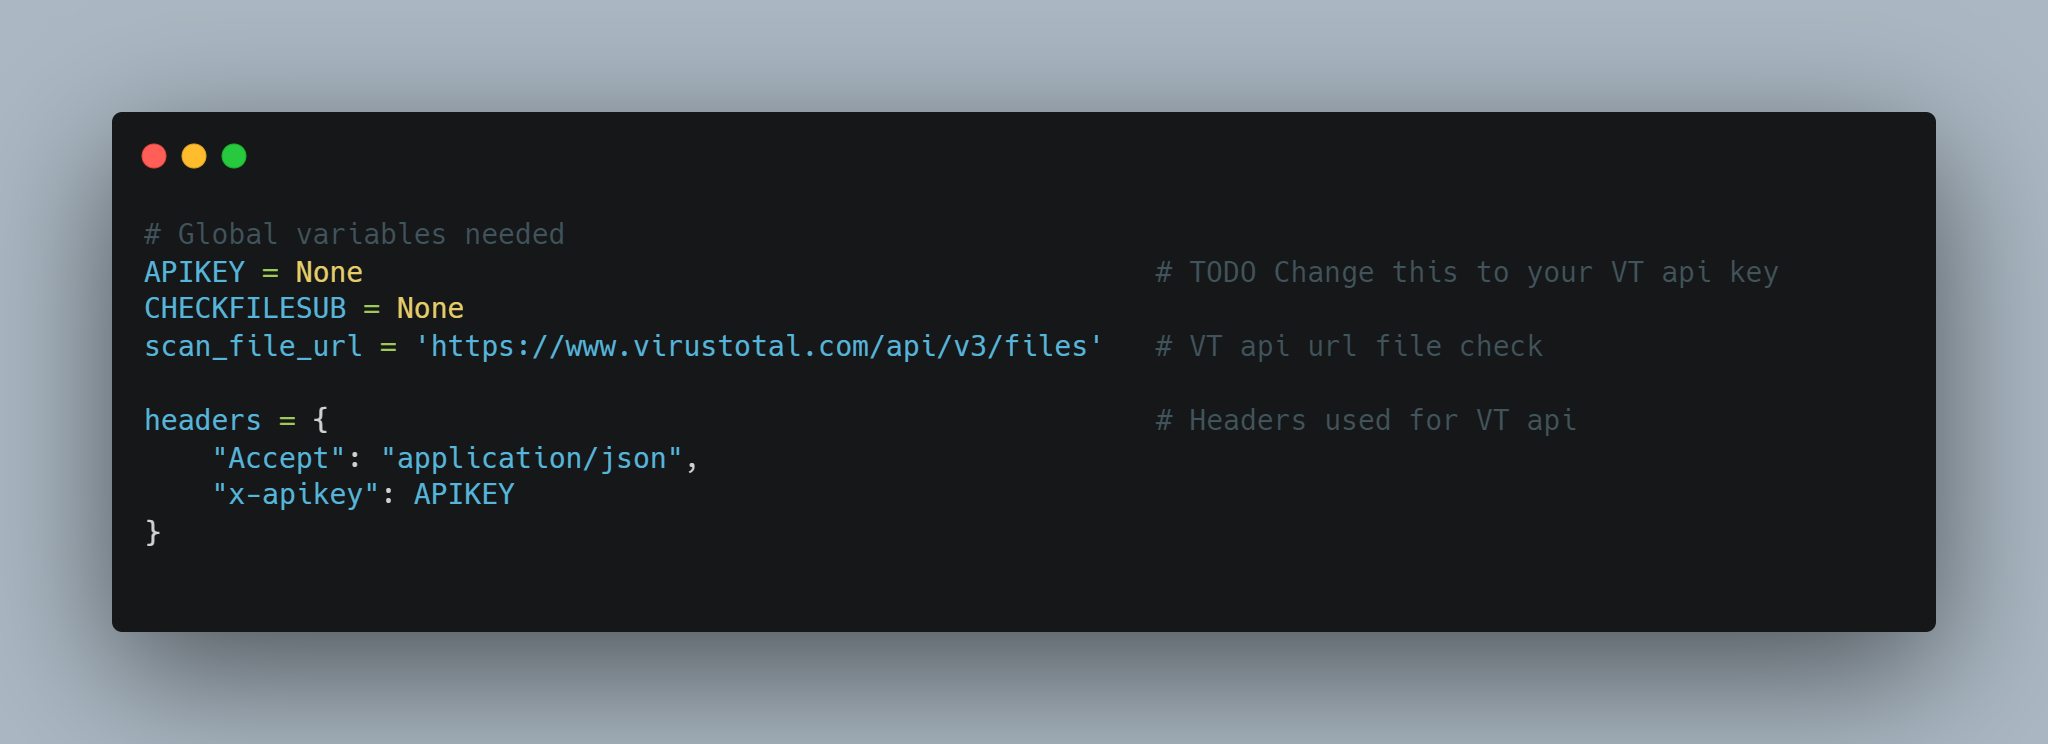 # Global variables needed
APIKEY = None                                               # TODO Change this to your VT api key
CHECKFILESUB = None
scan_file_url = 'https://www.virustotal.com/api/v3/files'   # VT api url file check

headers = {                                                 # Headers used for VT api
    "Accept": "application/json",
    "x-apikey": APIKEY
}